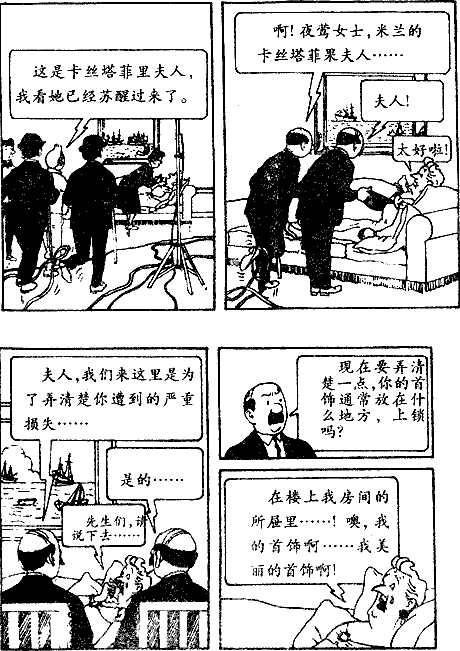 这是卡丝塔菲里夫人,
我看她已经苏醒过来了。
啊!夜莺女士,米兰的
卡丝塔菲果夫人……
夫人!
太好啦!
夫人,我们来这里是为
了弄清楚你遭到的严重
损失……
是的……
先生们,请
说下去……
现在要弄清
楚一点,你的首
饰通常放在什
么地方,上锁
吗?
在楼上我房间的
所屉里……!噢,我
的首饰啊……我美
丽的首饰啊!